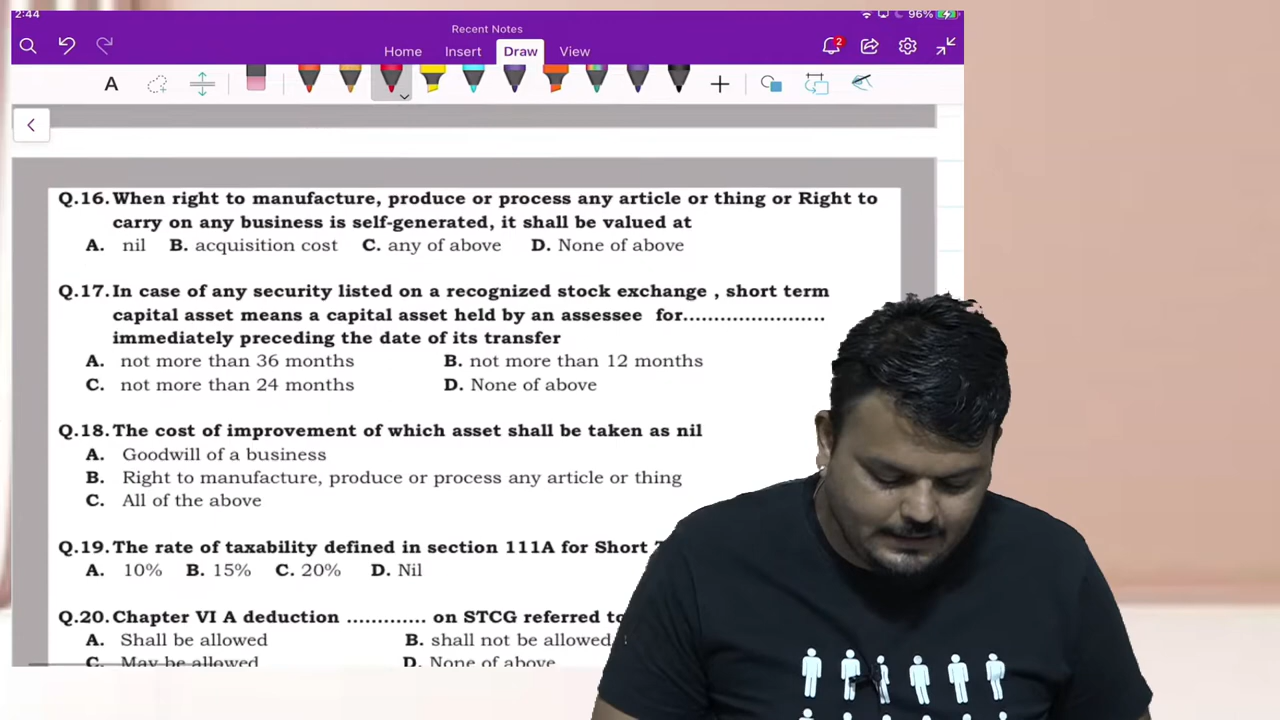 2:44
96%
Recent Notes
2
Home Insert Draw View
A
Q.16. When right to manufacture, produce or process any article or thing or Right to
carry on any business is self-generated, it shall be valued at
A. nil B. acquisition cost C. any of above D. None of above
Q.17. In case of any security listed on a recognized stock exchange , short term
capital asset means a capital asset held by an assessee for.......................
immediately preceding the date of its transfer
A. not more than 36 months B. not more than 12 months
C. not more than 24 months D. None of above
Q.18. The cost of improvement of which asset shall be taken as nil
A. Goodwill of a business
B. Right to manufacture, produce or process any article or thing
C. All of the above
Q.19. The rate of taxability defined in section 111A for Short
A. 10% B. 15% C. 20% D. Nil
Q.20. Chapter VI A deduction ............. on STCG referred to
A. Shall be allowed B. shall not be allowed
C. May be allowed D. None of above